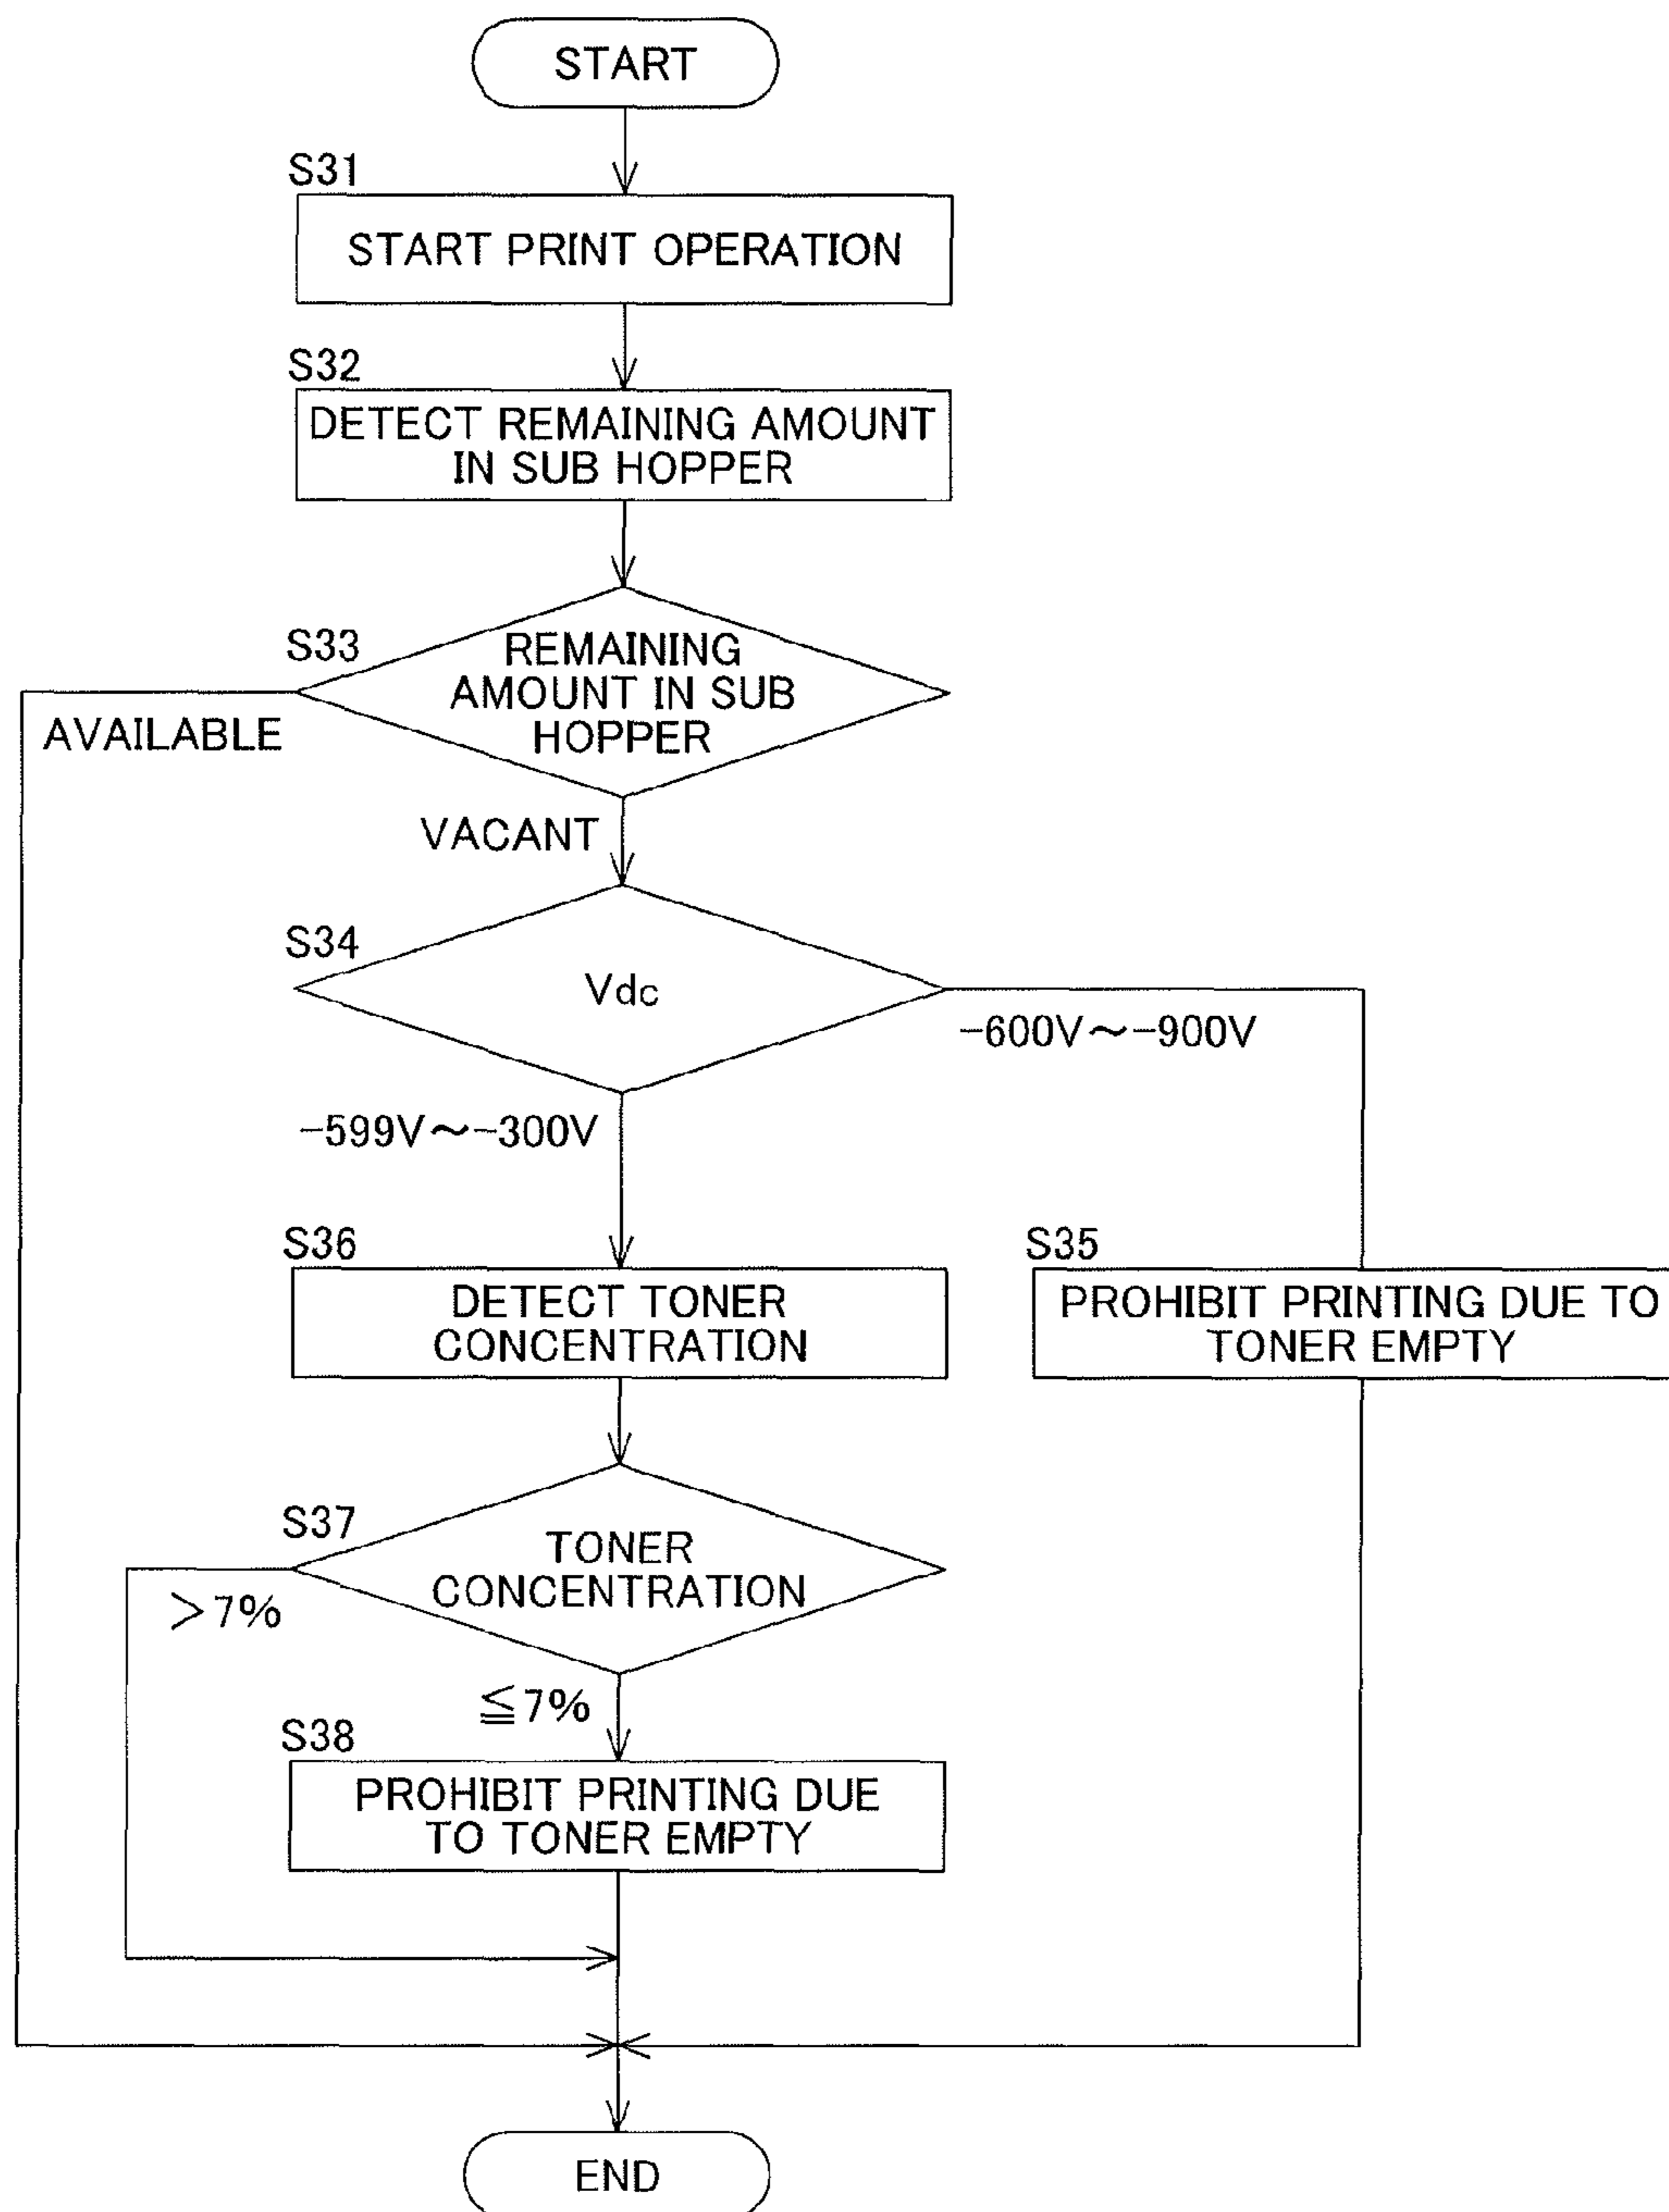 START
S31
START PRINT OPERATION
S32
DETECT REMAINING AMOUNT
IN SUB HOPPER
S33
REMAINING
AMOUNT IN SUB
HOPPER
AVAILABLE
VACANT
S34
Vdc
-600V～-900V
-599V～-300V
S36
DETECT TONER
CONCENTRATION
S35
PROHIBIT PRINTING DUE TO
TONER EMPTY
S37
TONER
CONCENTRATION
＞7%
≦7%
S38
PROHIBIT PRINTING DUE
TO TONER EMPTY
END